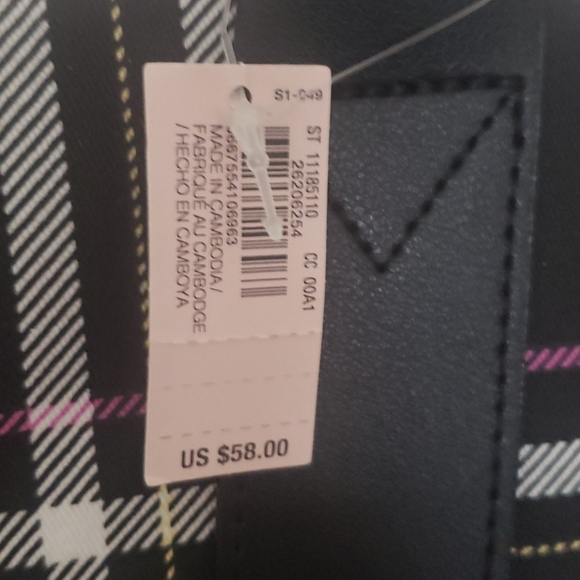 S1-049
ST 11185110 CC 00A1
26206254
667554106963
MADE IN CAMBODIA /
FABRIQUÉ AU CAMBODGE
/ HECHO EN CAMBOYA
US $58.00